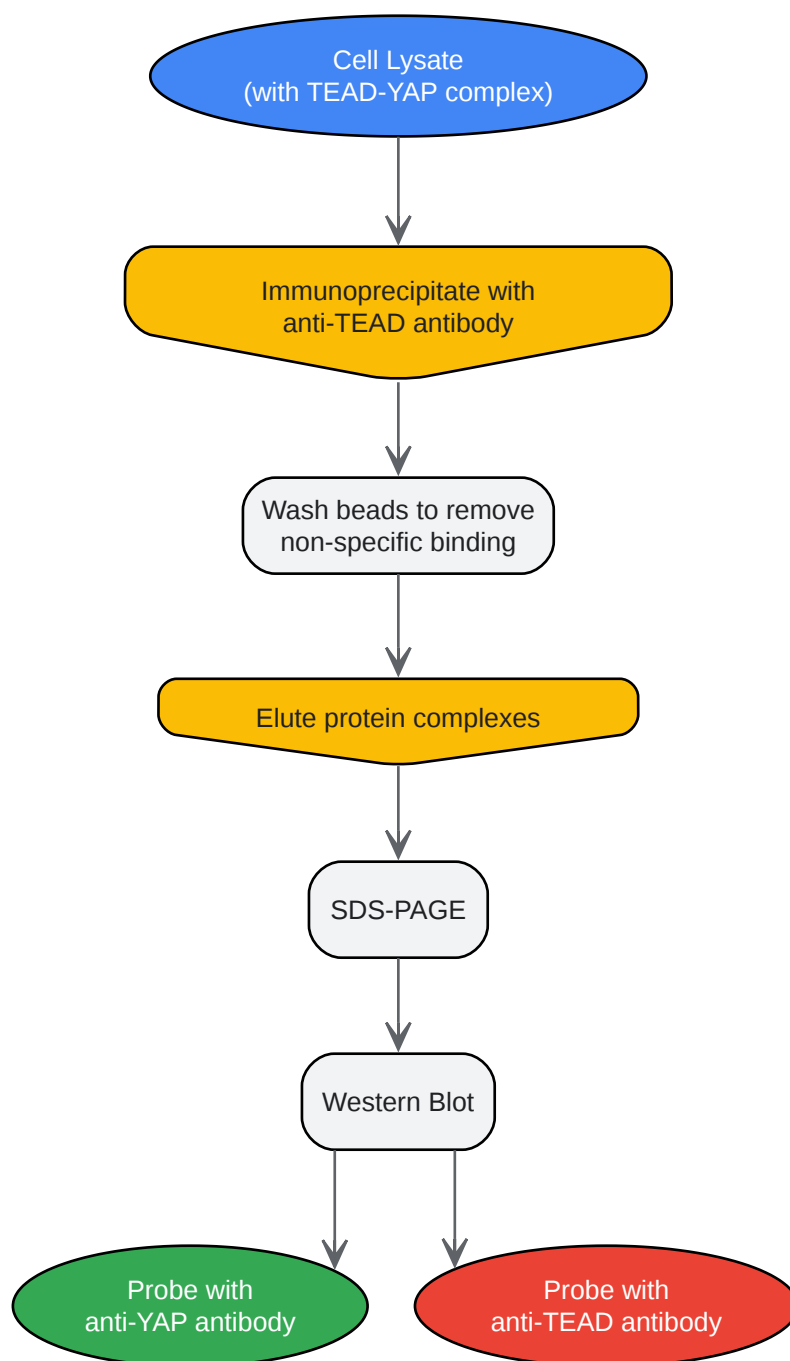 Cell Lysate
(with TEAD-YAP complex)
Immunoprecipitate with
anti-TEAD antibody
Wash beads to remove
non-specific binding
Elute protein complexes
SDS-PAGE
Western Blot
Probe with
anti-YAP antibody
Probe with
anti-TEAD antibody